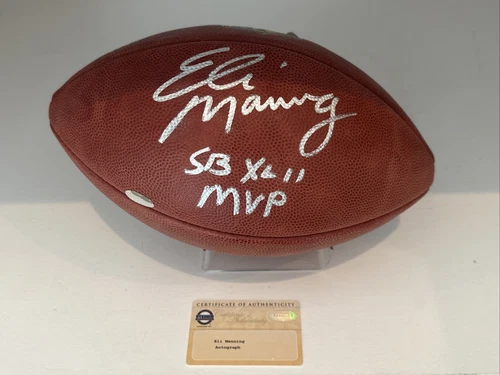 Eli
Manning
SB XLII
MVP
CERTIFICATE OF AUTHENTICITY
Eli Manning
Autograph